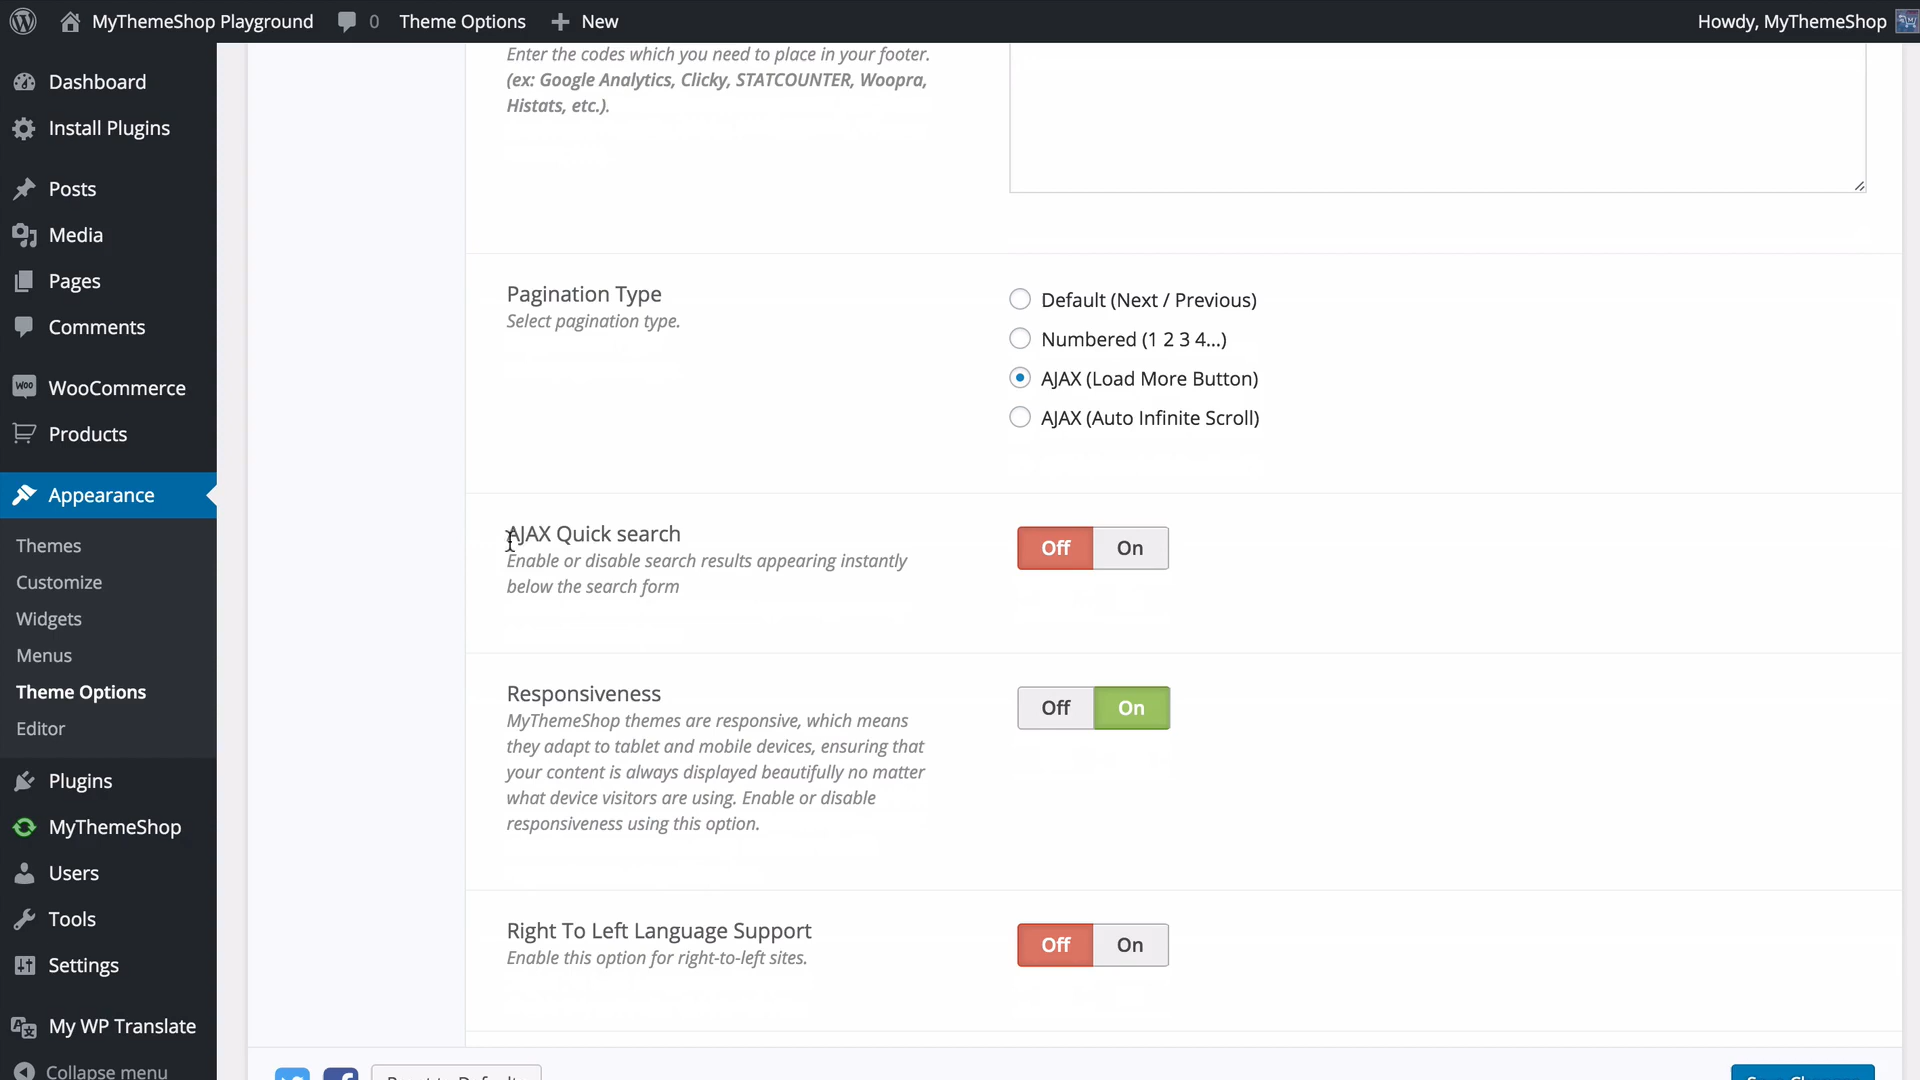 MyThemeShop Playground 0 Theme Options New Howdy, MyThemeShop
Dashboard
Install Plugins
Posts
Media
Pages
Comments
WOO WooCommerce
Products
Appearance
Themes
Customize
Widgets
Menus
Theme Options
Editor
Plugins
MyThemeShop
Users
Tools
Settings
My WP Translate
Collapse menu
Enter the codes which you need to place in your footer.
(ex: Google Analytics, Clicky, STATCOUNTER, Woopra,
Histats, etc.).
Pagination Type
Select pagination type.
Default (Next / Previous)
Numbered (1 2 3 4...)
AJAX (Load More Button)
AJAX (Auto Infinite Scroll)
AJAX Quick search
Enable or disable search results appearing instantly
below the search form
Off On
Responsiveness
MyThemeShop themes are responsive, which means
they adapt to tablet and mobile devices, ensuring that
your content is always displayed beautifully no matter
what device visitors are using. Enable or disable
responsiveness using this option.
Off On
Right To Left Language Support
Enable this option for right-to-left sites.
Off On